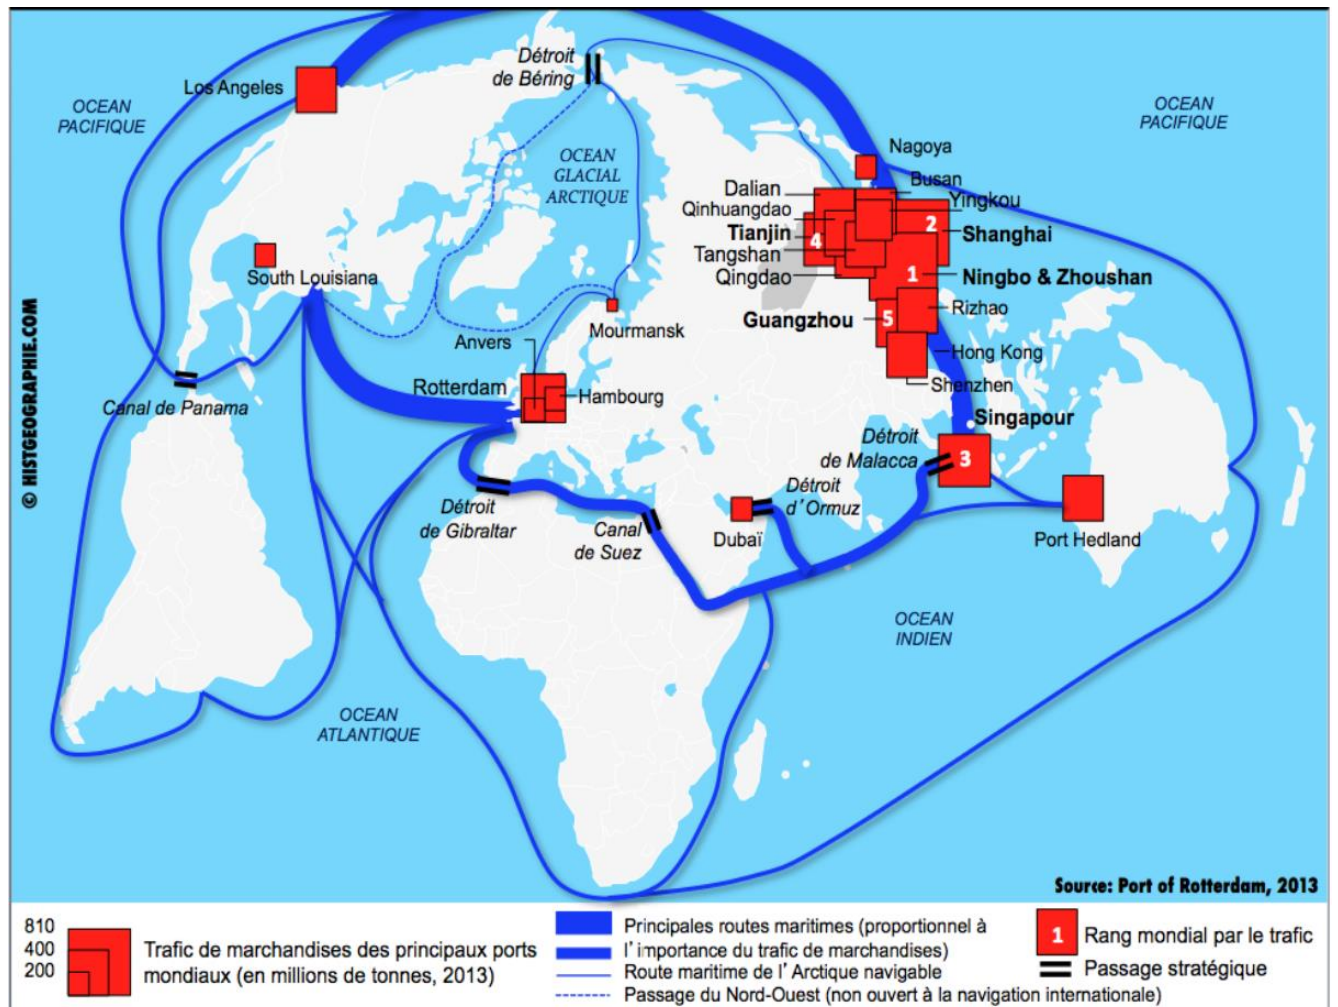 Los Angeles
Détroit
de Béring
OCEAN
PACIFIQUE
OCEAN
PACIFIQUE
OCEAN
GLACIAL
ARCTIQUE
Nagoya
Busan
Dalian
Yingkou
Qinhuangdao
2
Tianjin
4
Shanghai
Tangshan
Qingdao
1
Ningbo & Zhoushan
South Louisiana
Mourmansk
Guangzhou
5
Rizhao
Anvers
Hong Kong
Rotterdam
Hambourg
Shenzhen
Canal de Panama
Singapour
Détroit
de Malacca
3
Détroit
de Gibraltar
Canal
de Suez
Dubaï
Détroit
d'Ormuz
Port Hedland
OCEAN
INDIEN
OCEAN
ATLANTIQUE
© HISTGEOGRAPHIE.COM
Source: Port of Rotterdam, 2013
810
400
200
Trafic de marchandises des principaux ports
mondiaux (en millions de tonnes, 2013)
Principales routes maritimes (proportionnel à
l'importance du trafic de marchandises)
Route maritime de l'Arctique navigable
Passage du Nord-Ouest (non ouvert à la navigation internationale)
1 Rang mondial par le trafic
Passage stratégique